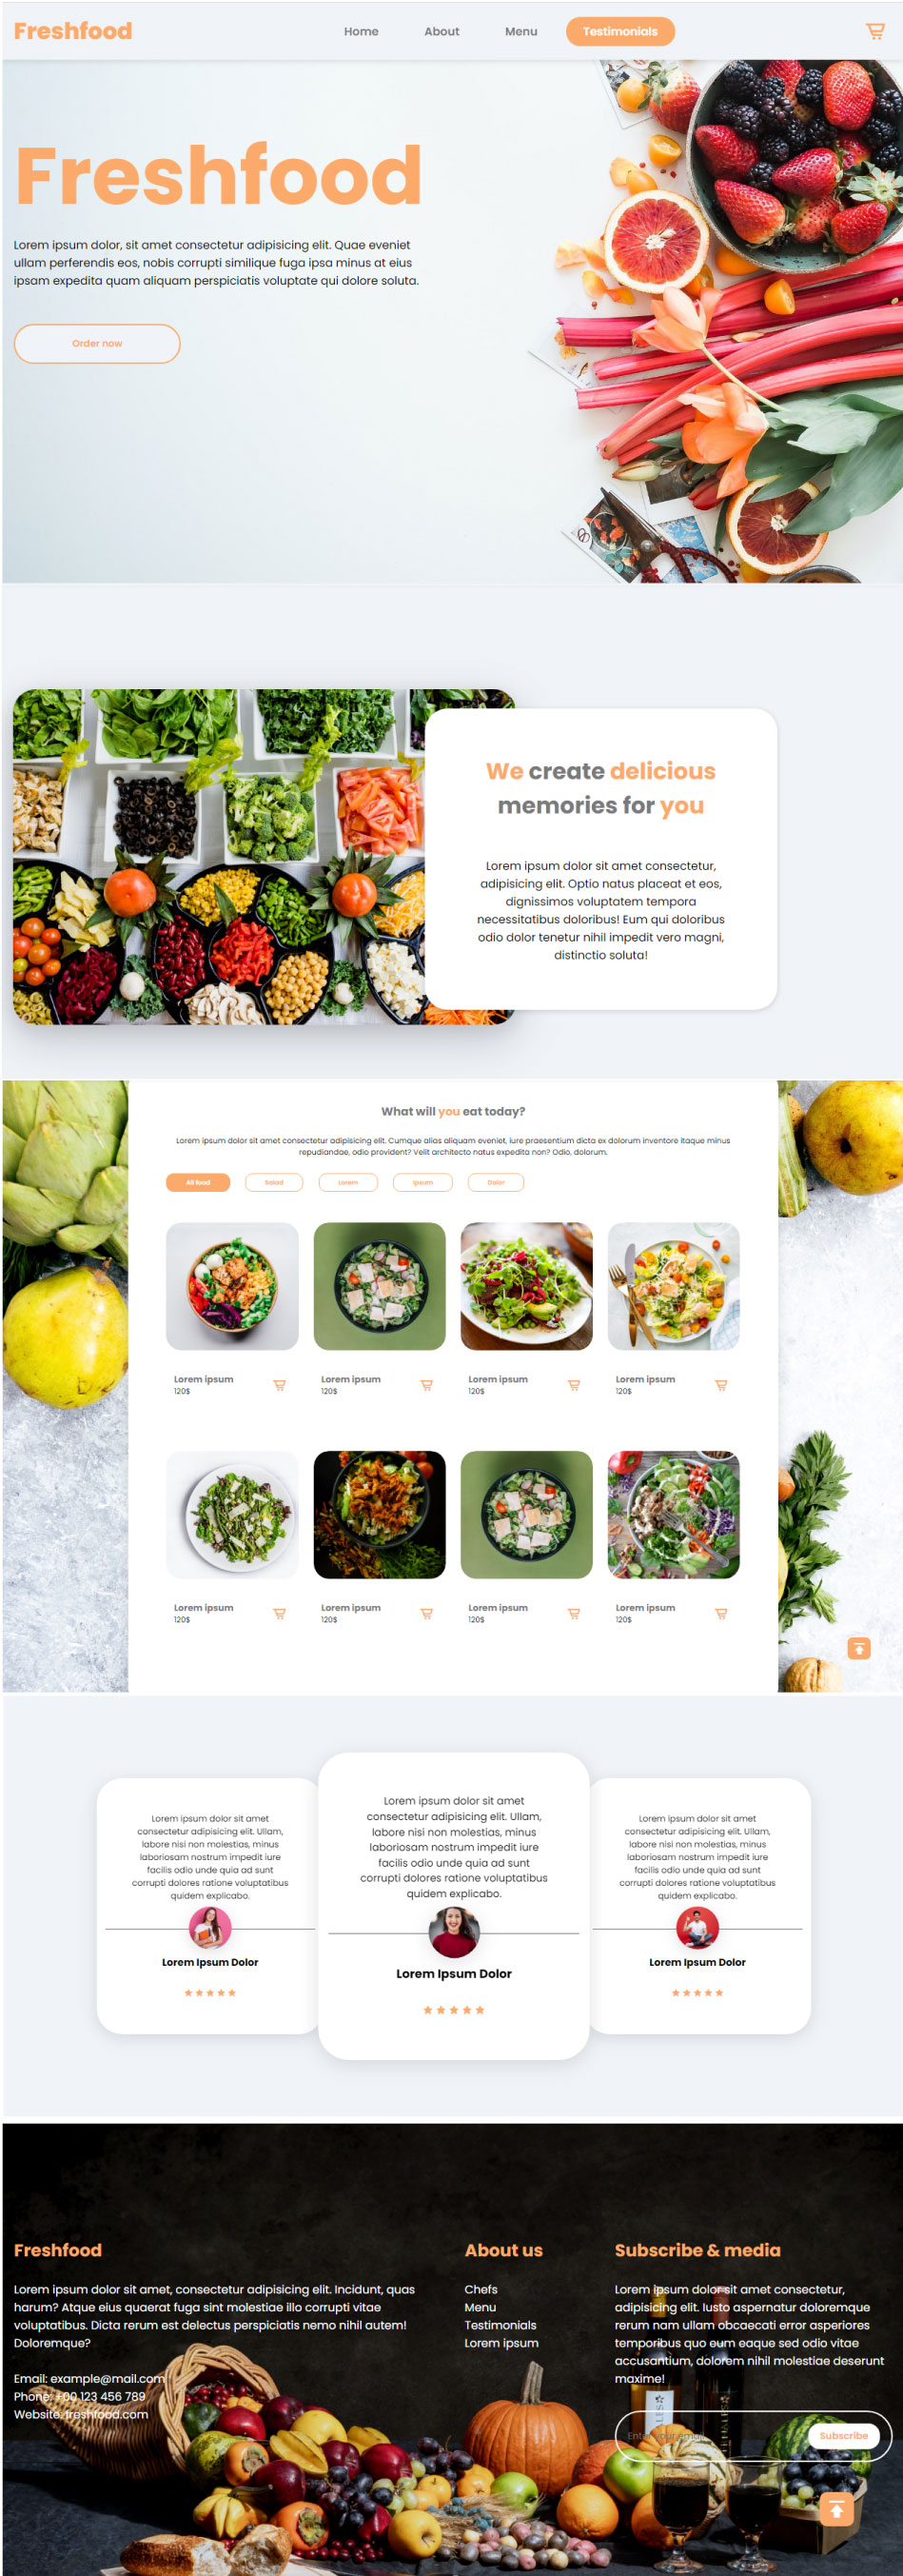 Freshfood
Home About Menu Testimonials
Freshfood
Lorem ipsum dolor, sit amet consectetur adipisicing elit. Quae eveniet
ullam perferendis eos, nobis corrupti similique fuga ipsa minus at eius
ipsam expedita quam aliquam perspiciatis voluptate qui dolore soluta.
Order now
We create delicious
memories for you
Lorem ipsum dolor sit amet consectetur,
adipisicing elit. Optio natus placeat et eos,
dignissimos voluptatem tempora
necessitatibus doloribus! Eum qui doloribus
odio dolor tenetur nihil impedit vero magni,
distinctio soluta!
What will you eat today?
Lorem ipsum dolor sit amet consectetur adipisicing elit. Cumque alias aliquam eveniet, iure praesentium dicta ex dolorum inventore itaque minus
repudiandae, odio provident? Velit architecto natus expedita non? Odio, dolorum.
All food Salad Lorem Ipsum Dolor
Lorem ipsum Lorem ipsum Lorem ipsum Lorem ipsum
120$ 120$ 120$ 120$
Lorem ipsum Lorem ipsum Lorem ipsum Lorem ipsum
120$ 120$ 120$ 120$
Lorem ipsum dolor sit amet
consectetur adipisicing elit. Ullam,
labore nisi non molestias, minus
laboriosam nostrum impedit iure
facilis odio unde quia ad sunt
corrupti dolores ratione voluptatibus
quidem explicabo.
Lorem Ipsum Dolor
Lorem ipsum dolor sit amet
consectetur adipisicing elit. Ullam,
labore nisi non molestias, minus
laboriosam nostrum impedit iure
facilis odio unde quia ad sunt
corrupti dolores ratione voluptatibus
quidem explicabo.
Lorem Ipsum Dolor
Lorem ipsum dolor sit amet
consectetur adipisicing elit. Ullam,
labore nisi non molestias, minus
laboriosam nostrum impedit iure
facilis odio unde quia ad sunt
corrupti dolores ratione voluptatibus
quidem explicabo.
Lorem Ipsum Dolor
Freshfood
Lorem ipsum dolor sit amet, consectetur adipisicing elit. Incidunt, quas
harum? Atque eius quaerat fuga sint molestiae illo corrupti vitae
voluptatibus. Dicta rerum est delectus perspiciatis nemo nihil autem!
Doloremque?
Email: example@mail.com
Phone: +00 123 456 789
Website: freshfood.com
About us
Chefs
Menu
Testimonials
Lorem ipsum
Subscribe & media
Lorem ipsum dolor sit amet consectetur,
adipisicing elit. Iusto aspernatur doloremque
rerum nam ullam obcaecati error asperiores
temporibus quo eum eaque sed odio vitae
accusantium, dolorem nihil molestiae deserunt
maxime!
Enter your email Subscribe